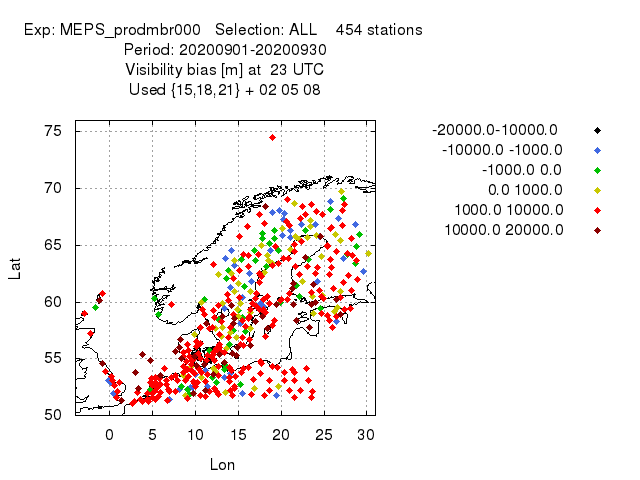 Exp: MEPS_prodmbr000 Selection: ALL 454 stations
Period: 20200901-20200930
Visibility bias [m] at 23 UTC
Used {15,18,21} + 02 05 08
-20000.0-10000.0
-10000.0 -1000.0
-1000.0 0.0
0.0 1000.0
1000.0 10000.0
10000.0 20000.0
75
70
65
60
55
50
Lat
0 5 10 15 20 25 30
Lon